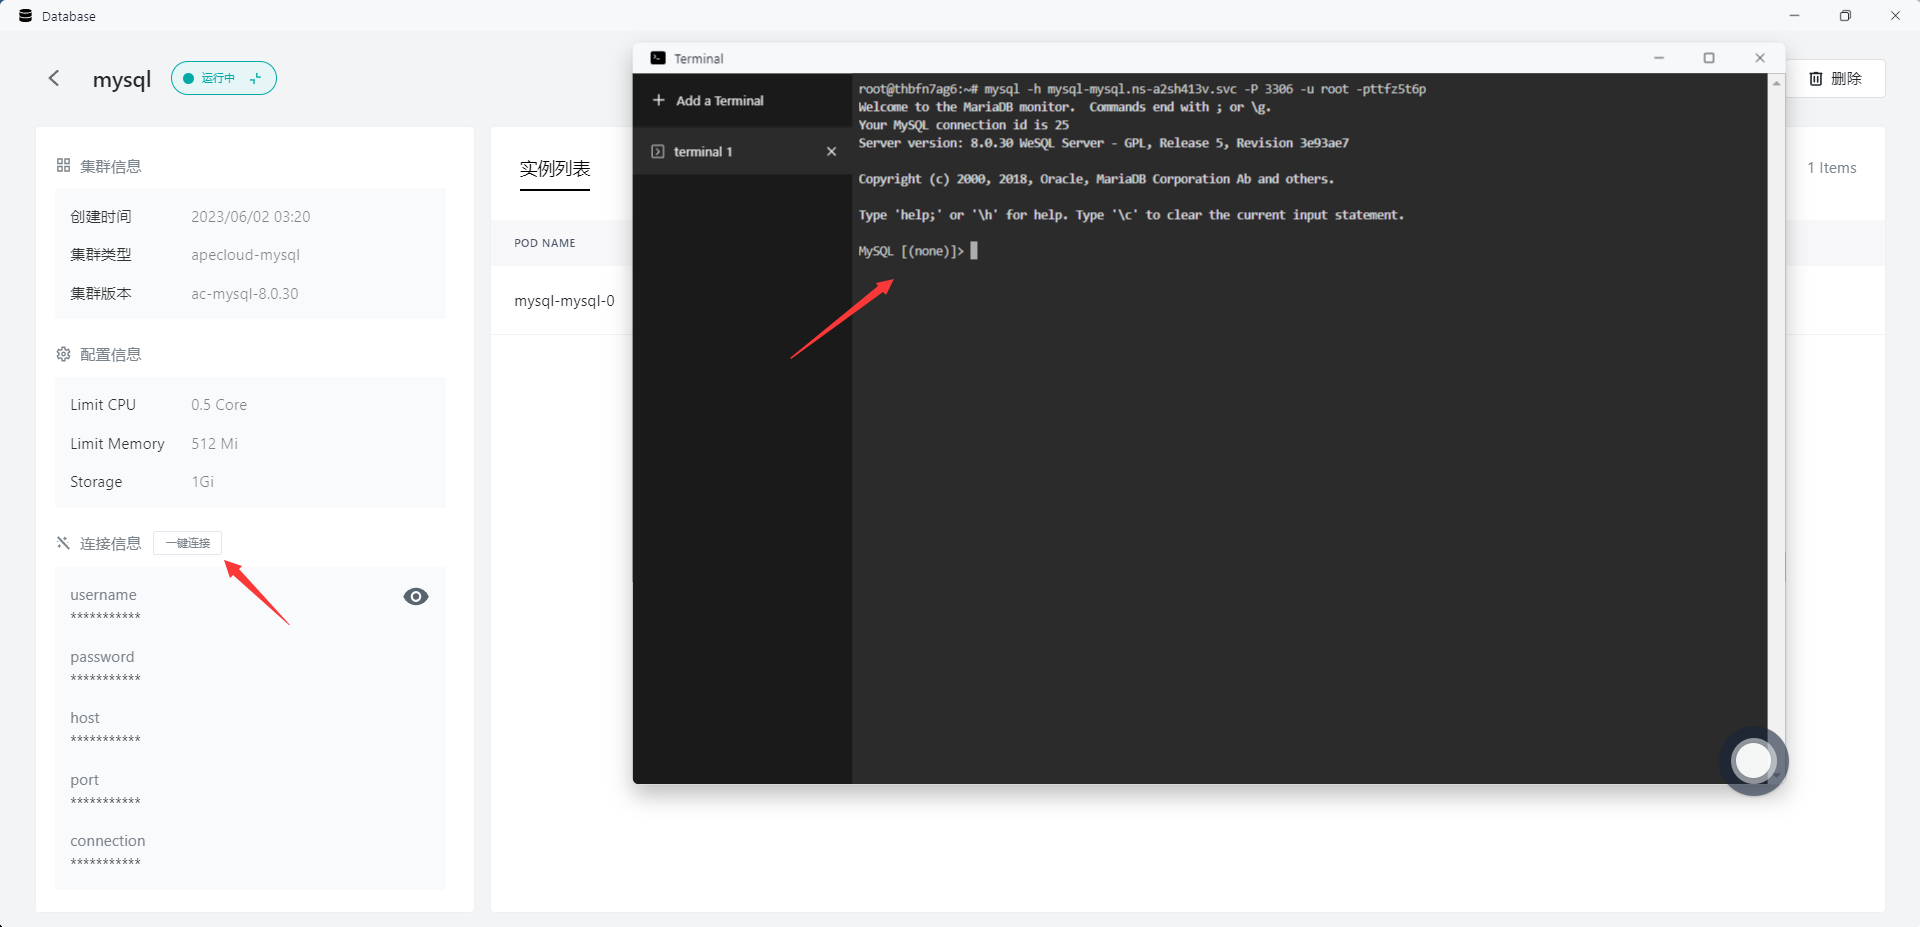 Database
mysql
运行中
删除
集群信息
创建时间 2023/06/02 03:20
集群类型 apecloud-mysql
集群版本 ac-mysql-8.0.30
配置信息
Limit CPU 0.5 Core
Limit Memory 512 Mi
Storage 1Gi
连接信息 一键连接
username
***********
password
***********
host
***********
port
***********
connection
***********
实例列表
1 Items
POD NAME
mysql-mysql-0
Terminal
Add a Terminal
terminal 1
root@thbfn7ag6:~# mysql -h mysql-mysql.ns-a2sh413v.svc -P 3306 -u root -pttfz5t6p
Welcome to the MariaDB monitor.  Commands end with ; or \g.
Your MySQL connection id is 25
Server version: 8.0.30 WeSQL Server - GPL, Release 5, Revision 3e93ae7
Copyright (c) 2000, 2018, Oracle, MariaDB Corporation Ab and others.
Type 'help;' or '\h' for help. Type '\c' to clear the current input statement.
MySQL [(none)]>